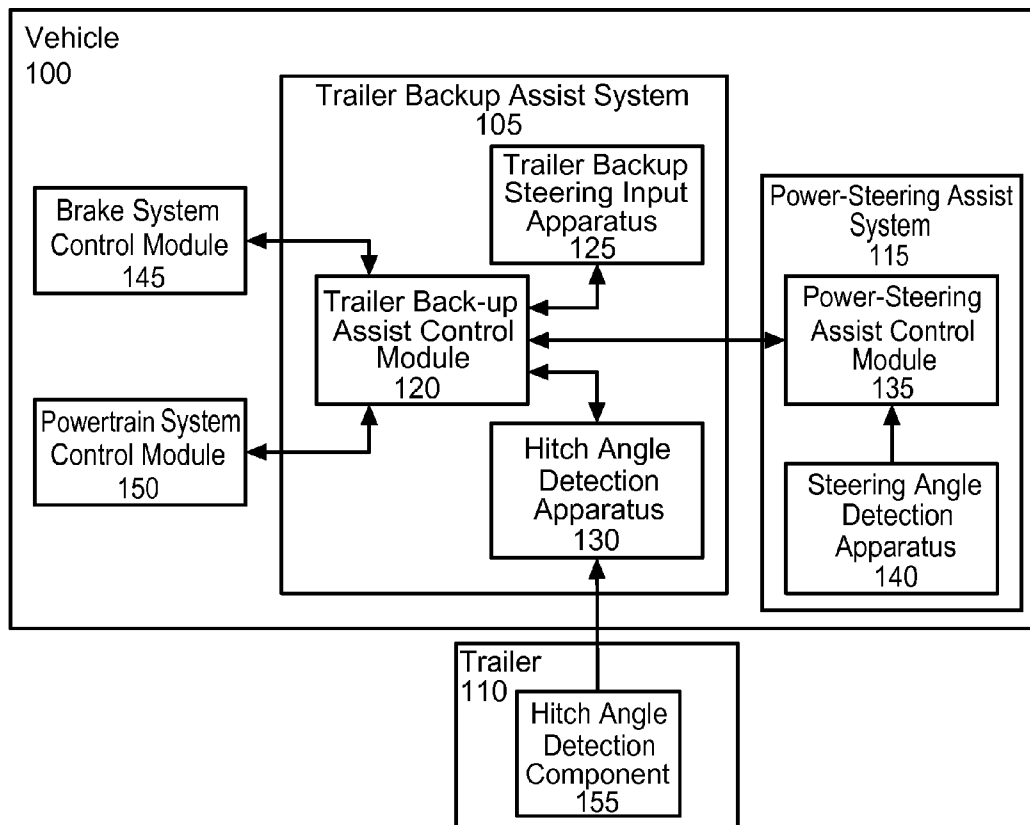 Vehicle
100
Trailer Backup Assist System
105
Trailer Backup
Steering Input
Apparatus
125
Brake System
Control Module
145
Trailer Back-up
Assist Control
Module
120
Power-Steering Assist
System
115
Power-Steering
Assist Control
Module
135
Powertrain System
Control Module
150
Hitch Angle
Detection
Apparatus
130
Steering Angle
Detection
Apparatus
140
Trailer
110
Hitch Angle
Detection
Component
155